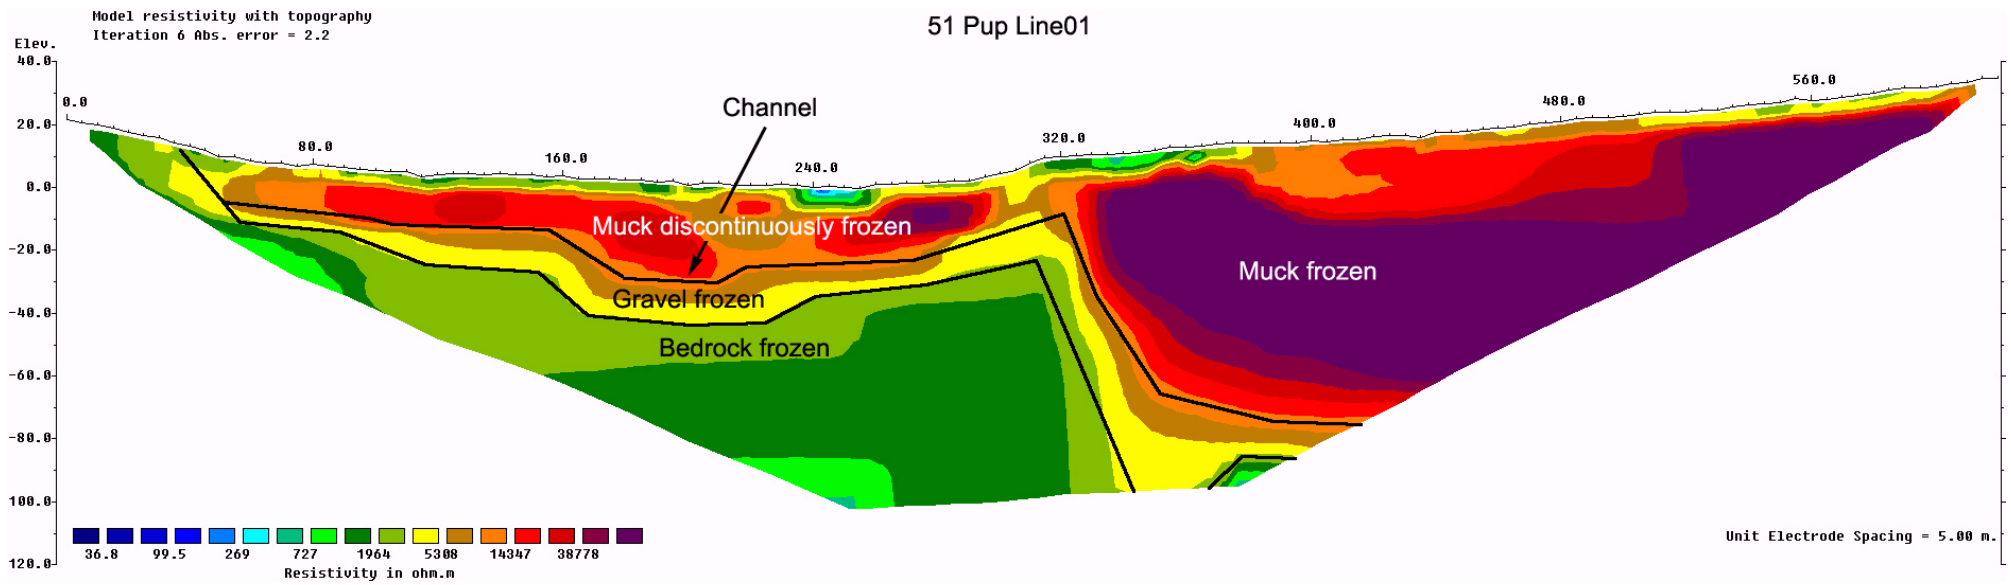 Model resistivity with topography
Iteration 6 Abs. error = 2.2
51 Pup Line01
Elev.
40.0
20.0
0.0
-20.0
-40.0
-60.0
-80.0
100.0
120.0
0.0
80.0
160.0
240.0
320.0
400.0
480.0
560.0
Channel
Muck discontinuously frozen
Gravel frozen
Bedrock frozen
Muck frozen
36.8 99.5 269 727 1964 5308 14347 38778
Resistivity in ohm.m
Unit Electrode Spacing = 5.00 m.